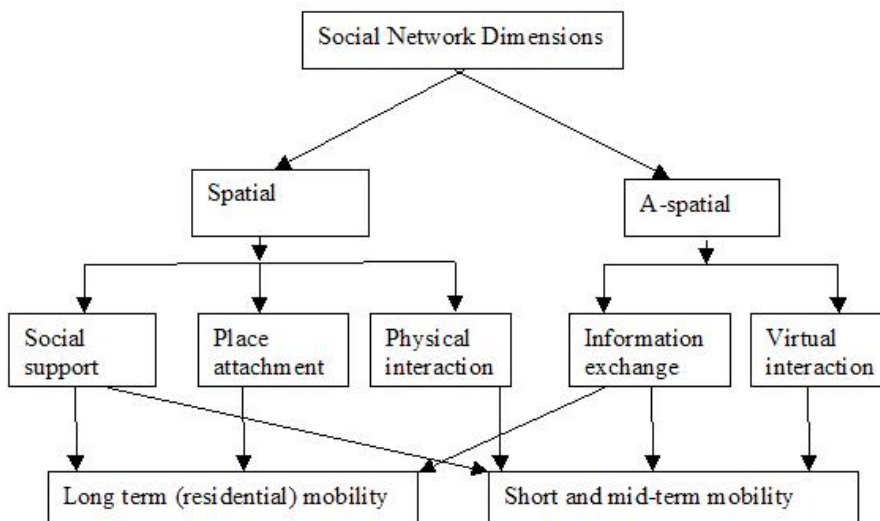 Social Network Dimensions
Spatial
A-spatial
Social
support
Place
attachment
Physical
interaction
Information
exchange
Virtual
interaction
Long term (residential) mobility
Short and mid-term mobility